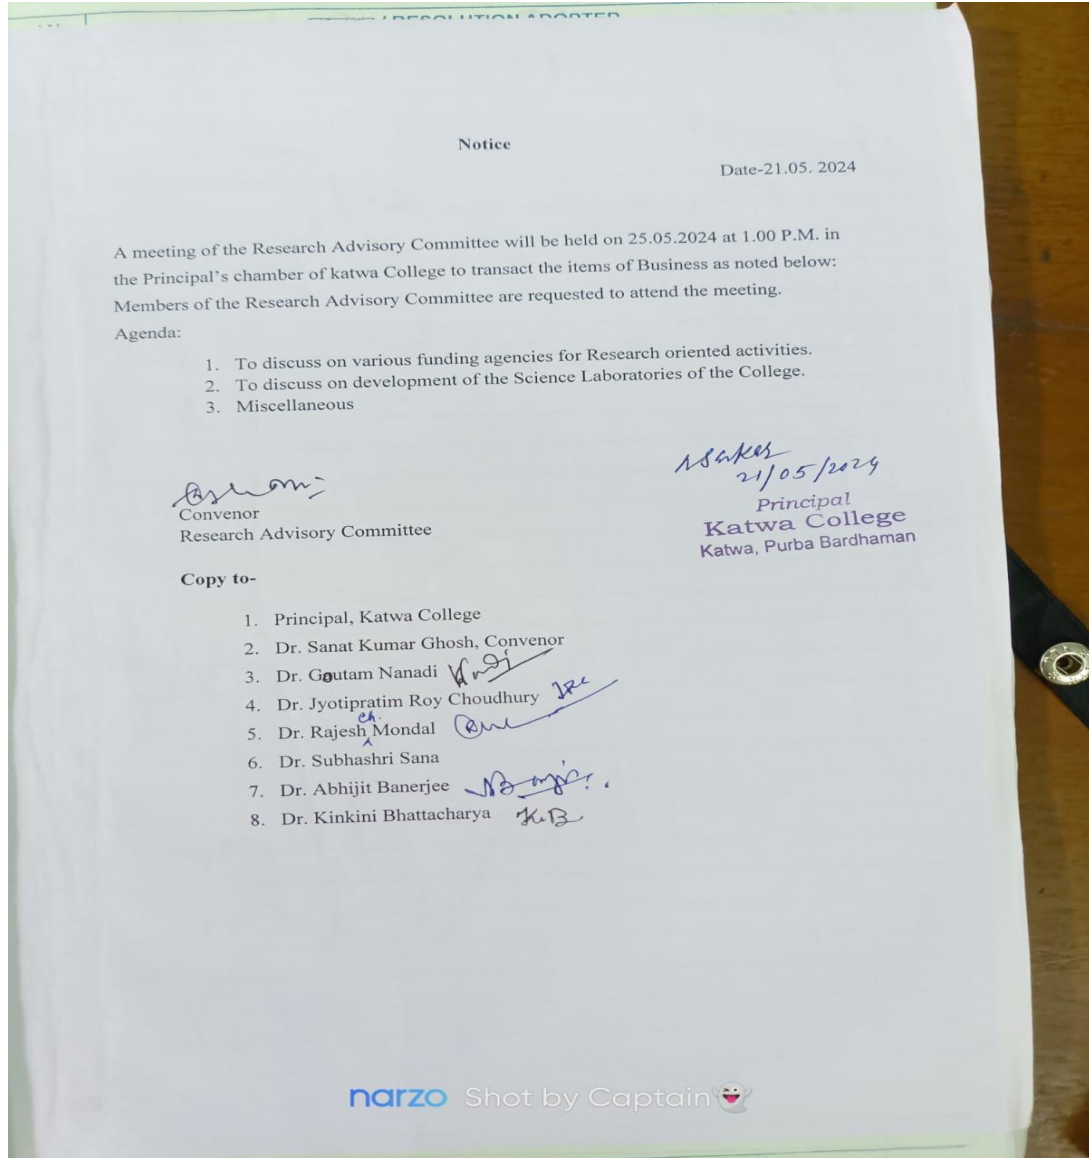 RESOLUTION ADOPTED
Notice
Date-21.05. 2024
A meeting of the Research Advisory Committee will be held on 25.05.2024 at 1.00 P.M. in
the Principal's chamber of katwa College to transact the items of Business as noted below:
Members of the Research Advisory Committee are requested to attend the meeting.
Agenda:
1. To discuss on various funding agencies for Research oriented activities.
2. To discuss on development of the Science Laboratories of the College.
3. Miscellaneous
21/05/2024
Principal
Katwa College
Katwa, Purba Bardhaman
Convenor
Research Advisory Committee
Copy to-
1. Principal, Katwa College
2. Dr. Sanat Kumar Ghosh, Convenor
3. Dr. Goutam Nanadi
4. Dr. Jyotipratim Roy Choudhury
5. Dr. Rajesh Ch. Mondal
6. Dr. Subhashri Sana
7. Dr. Abhijit Banerjee
8. Dr. Kinkini Bhattacharya K.B
narzo Shot by Captain👻